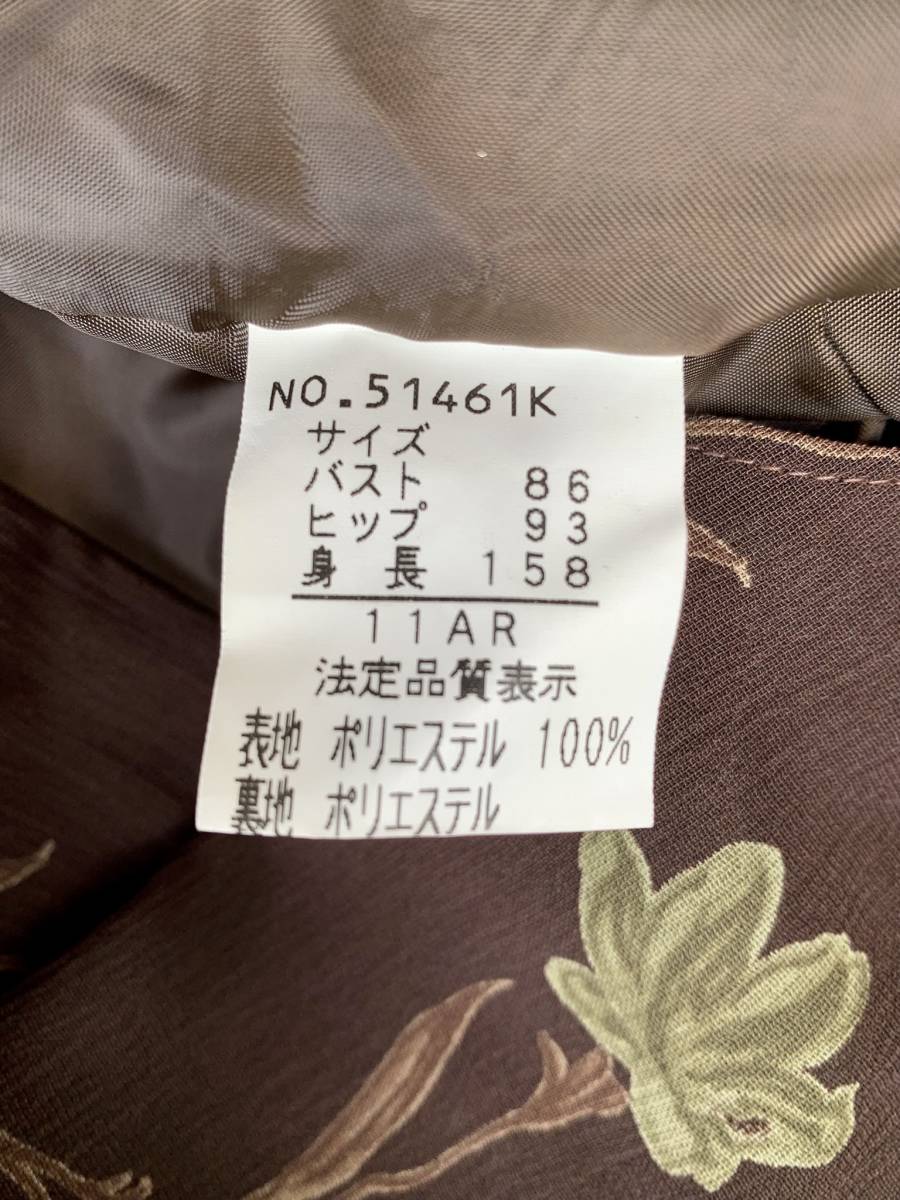 NO.51461K
サイズ
バスト 86
ヒップ 93
身長 158
11AR
法定品質表示
表地 ポリエステル 100%
裏地 ポリエステル